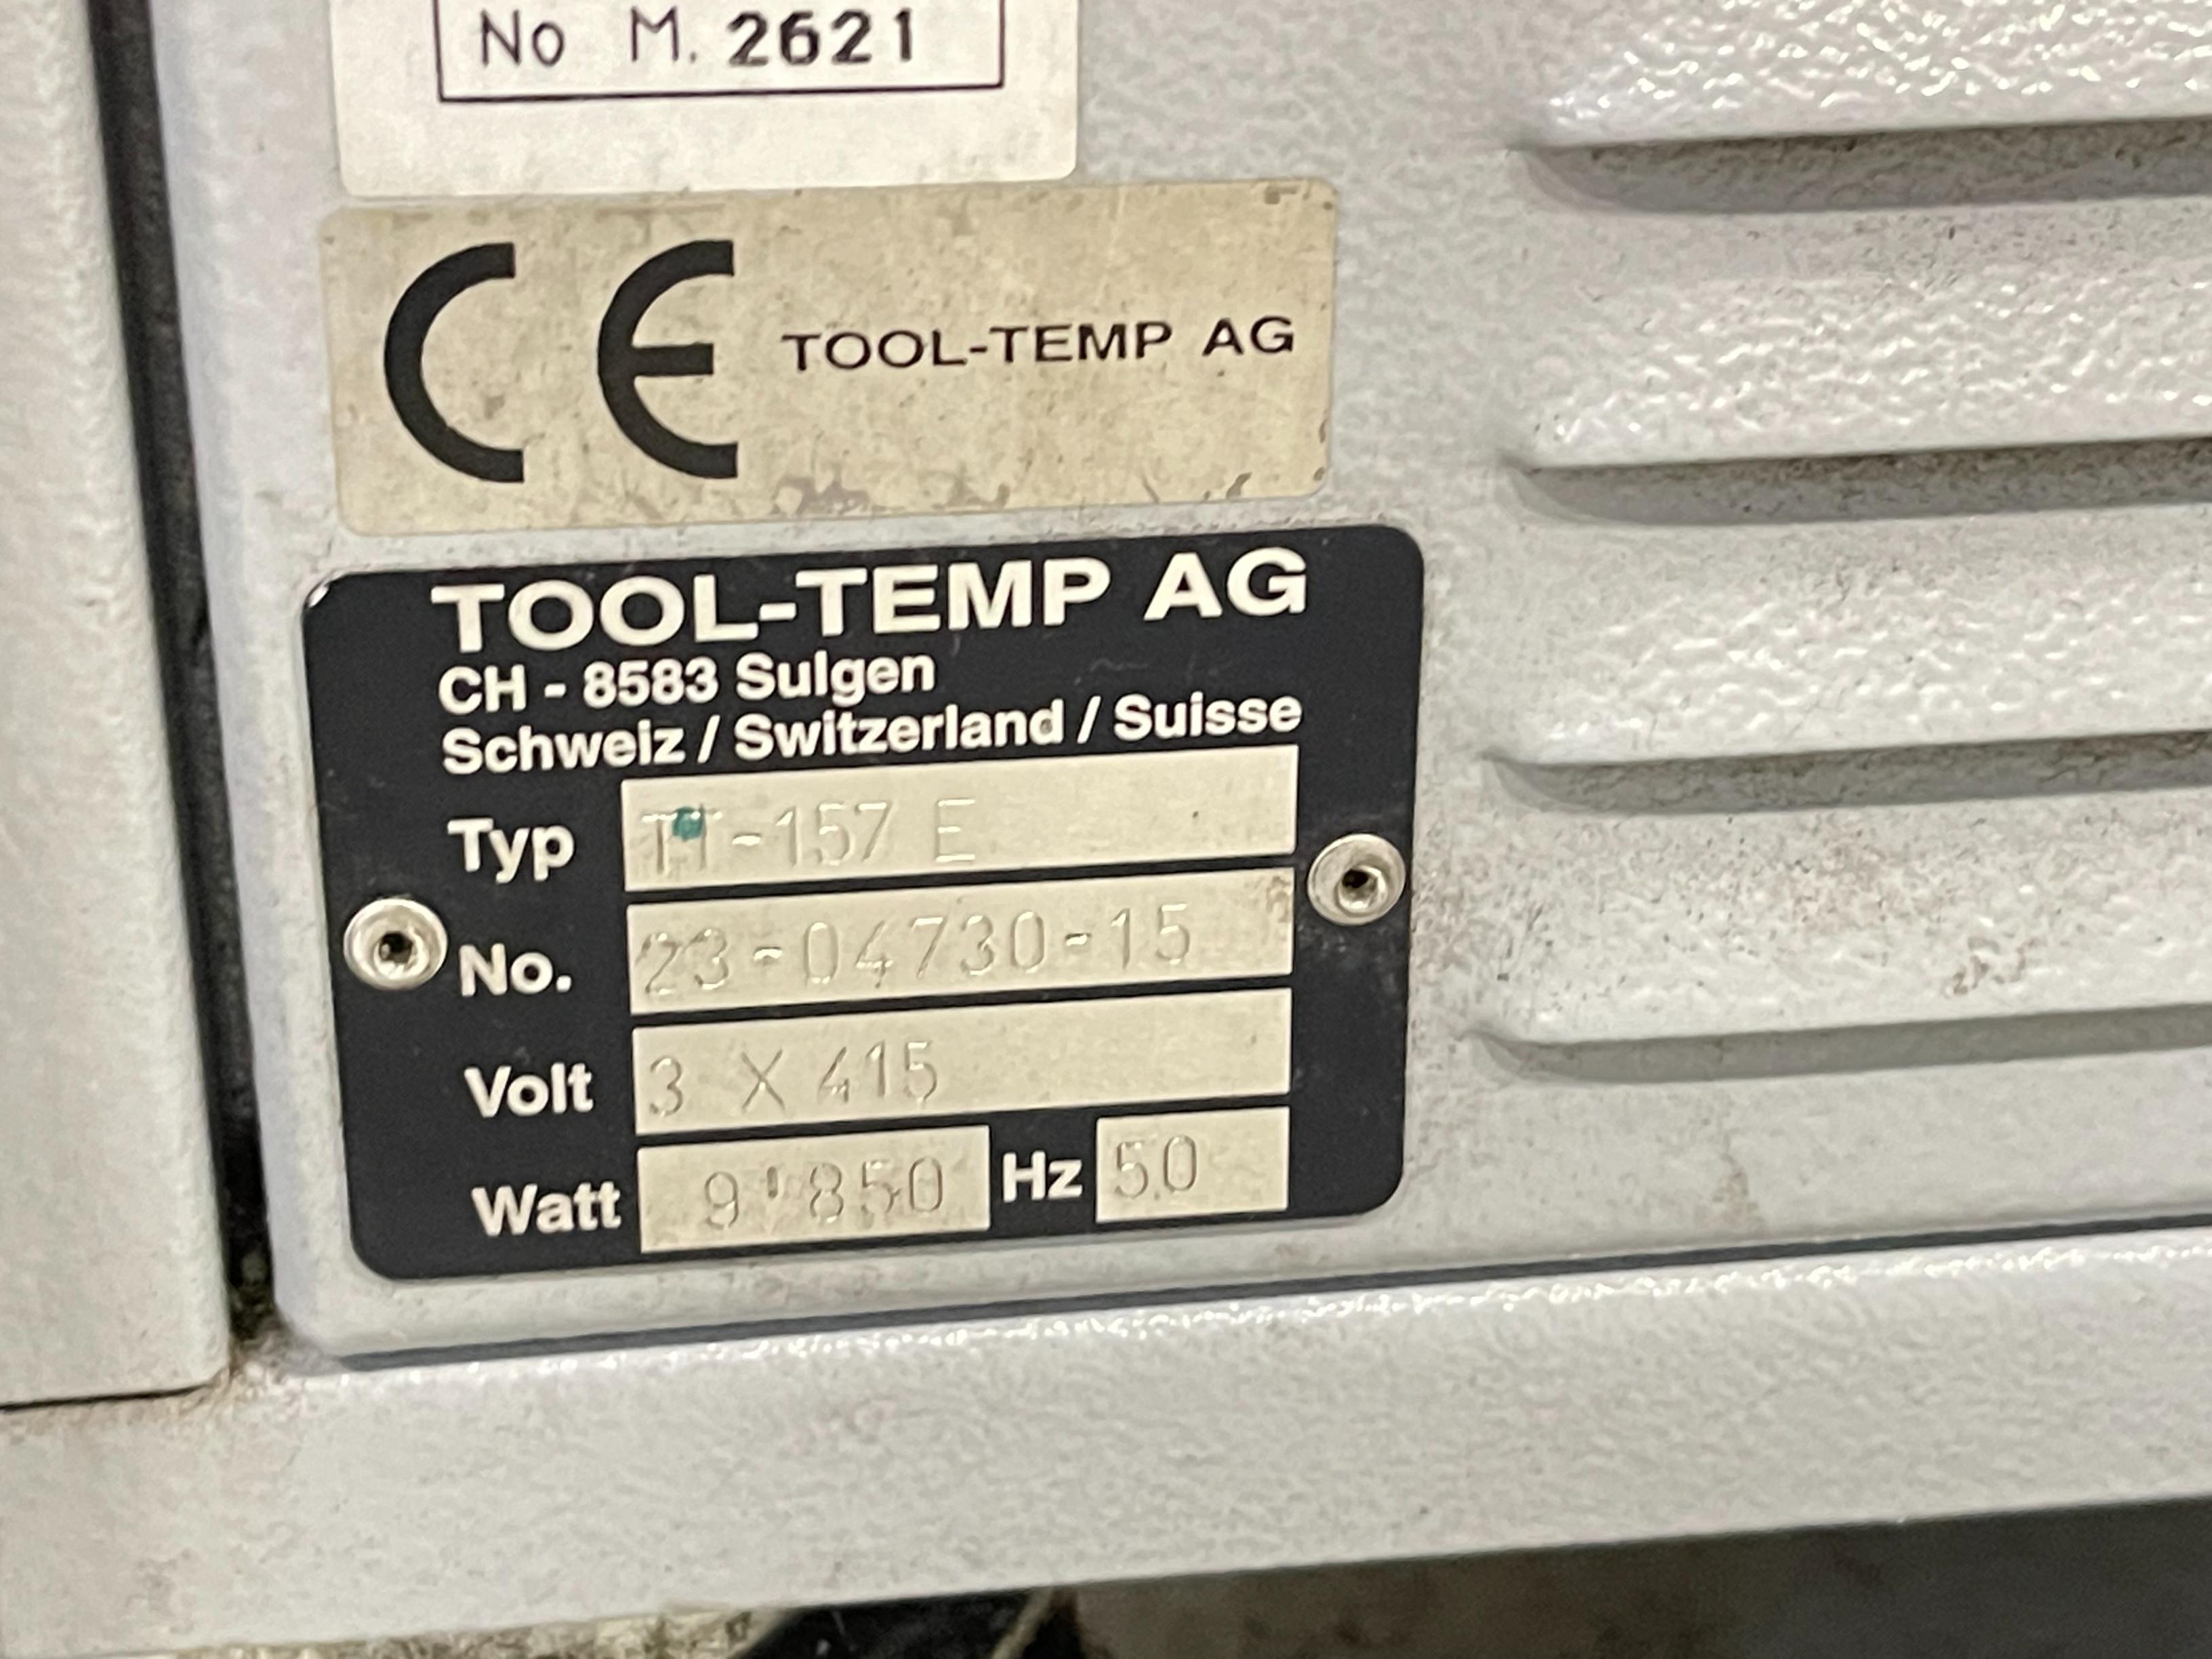 No M. 2621
CE TOOL-TEMP AG
TOOL-TEMP AG
CH - 8583 Sulgen
Schweiz / Switzerland / Suisse
Typ TT-157 E
No. 23-04730-15
Volt 3 X 415
Watt 9'850 Hz 50